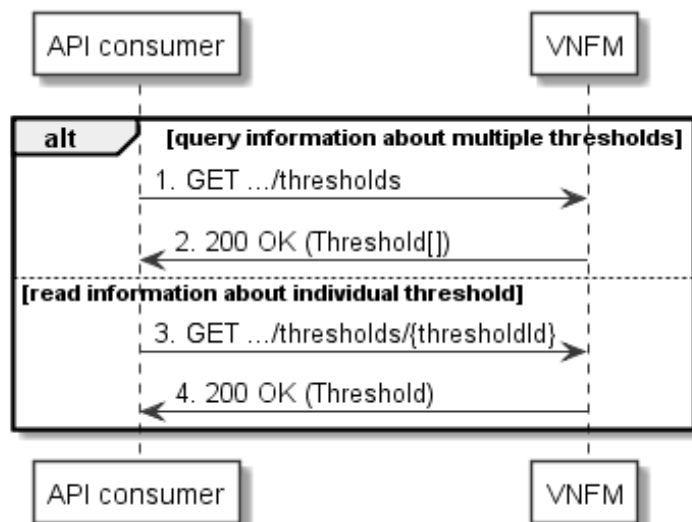 API consumer VNFM
alt [query information about multiple thresholds]
1. GET .../thresholds
2. 200 OK (Threshold[])
[read information about individual threshold]
3. GET .../thresholds/{thresholdId}
4. 200 OK (Threshold)
API consumer VNFM